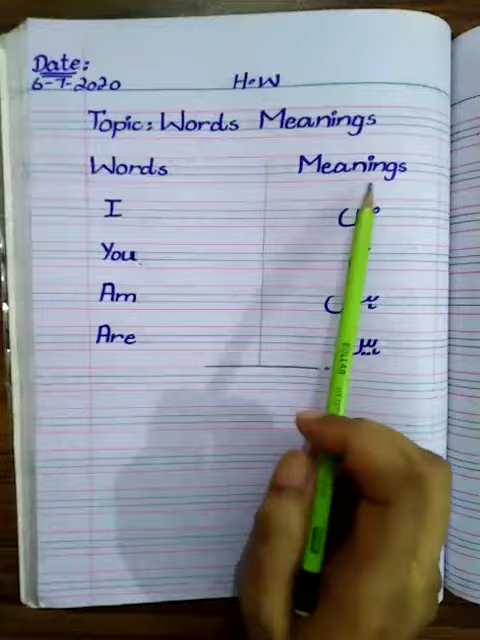 Date:
6-7-2020 H.W
Topic: Words Meanings
Words Meanings
I
You
Am
Are